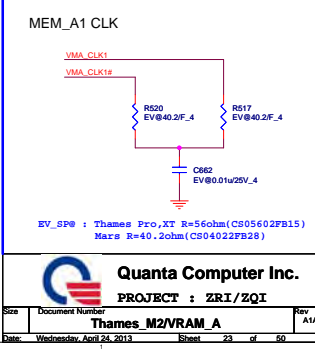 MEM_A1 CLK
VMA_CLK1
VMA_CLK1#
R520
EV@40.2/F_4
R517
EV@40.2/F_4
C662
EV@0.01u/25V_4
EV_SP@ : Thames Pro,XT R=56ohm(CS05602FB15)
Mars R=40.2ohm(CS04022FB28)
Quanta Computer Inc.
PROJECT : ZRI/ZQI
Size Document Number Rev
Thames_M2/VRAM_A A1A
Date: Wednesday, April 24, 2013 Sheet 23 of 50
1